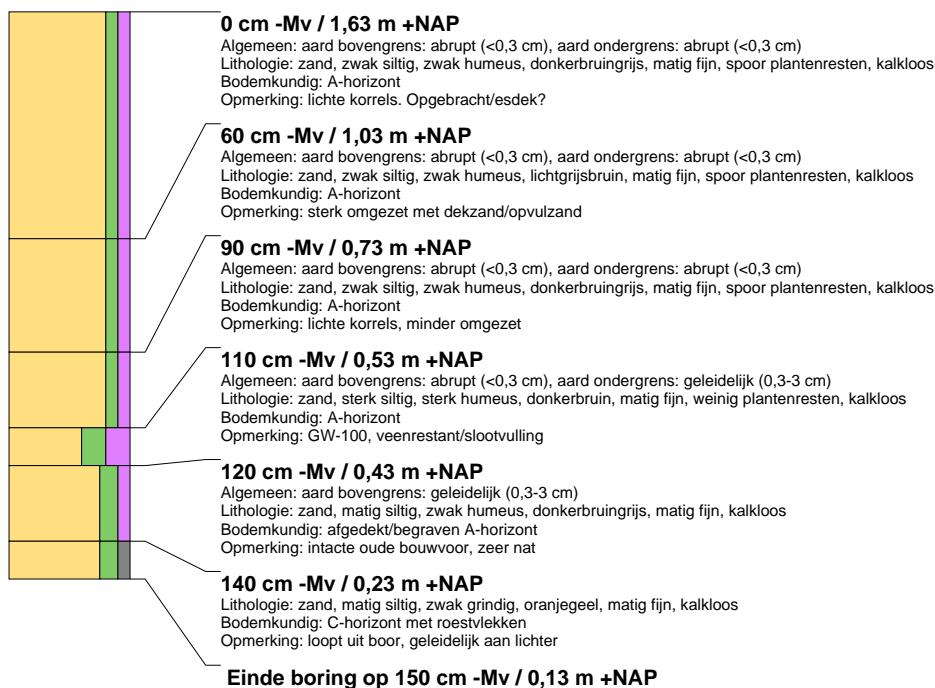 0 cm -Mv / 1,63 m +NAP
Algemeen: aard bovengrens: abrupt (<0,3 cm), aard ondergrens: abrupt (<0,3 cm)
Lithologie: zand, zwak siltig, zwak humeus, donkerbruingrijs, matig fijn, spoor plantenresten, kalkloos
Bodemkundig: A-horizont
Opmerking: lichte korrels. Opgebracht/esdek?
60 cm -Mv / 1,03 m +NAP
Algemeen: aard bovengrens: abrupt (<0,3 cm), aard ondergrens: abrupt (<0,3 cm)
Lithologie: zand, zwak siltig, zwak humeus, lichtgrijsbruin, matig fijn, spoor plantenresten, kalkloos
Bodemkundig: A-horizont
Opmerking: sterk omgezet met dekzand/opvulzand
90 cm -Mv / 0,73 m +NAP
Algemeen: aard bovengrens: abrupt (<0,3 cm), aard ondergrens: abrupt (<0,3 cm)
Lithologie: zand, zwak siltig, zwak humeus, donkerbruingrijs, matig fijn, spoor plantenresten, kalkloos
Bodemkundig: A-horizont
Opmerking: lichte korrels, minder omgezet
110 cm -Mv / 0,53 m +NAP
Algemeen: aard bovengrens: abrupt (<0,3 cm), aard ondergrens: geleidelijk (0,3-3 cm)
Lithologie: zand, sterk siltig, sterk humeus, donkerbruin, matig fijn, weinig plantenresten, kalkloos
Bodemkundig: A-horizont
Opmerking: GW-100, veenrestant/slootvulling
120 cm -Mv / 0,43 m +NAP
Algemeen: aard bovengrens: geleidelijk (0,3-3 cm)
Lithologie: zand, matig siltig, zwak humeus, donkerbruingrijs, matig fijn, kalkloos
Bodemkundig: afgedekt/begraven A-horizont
Opmerking: intacte oude bouwvoor, zeer nat
140 cm -Mv / 0,23 m +NAP
Lithologie: zand, matig siltig, zwak grindig, oranjegeel, matig fijn, kalkloos
Bodemkundig: C-horizont met roestvlekken
Opmerking: loopt uit boor, geleidelijk aan lichter
Einde boring op 150 cm -Mv / 0,13 m +NAP